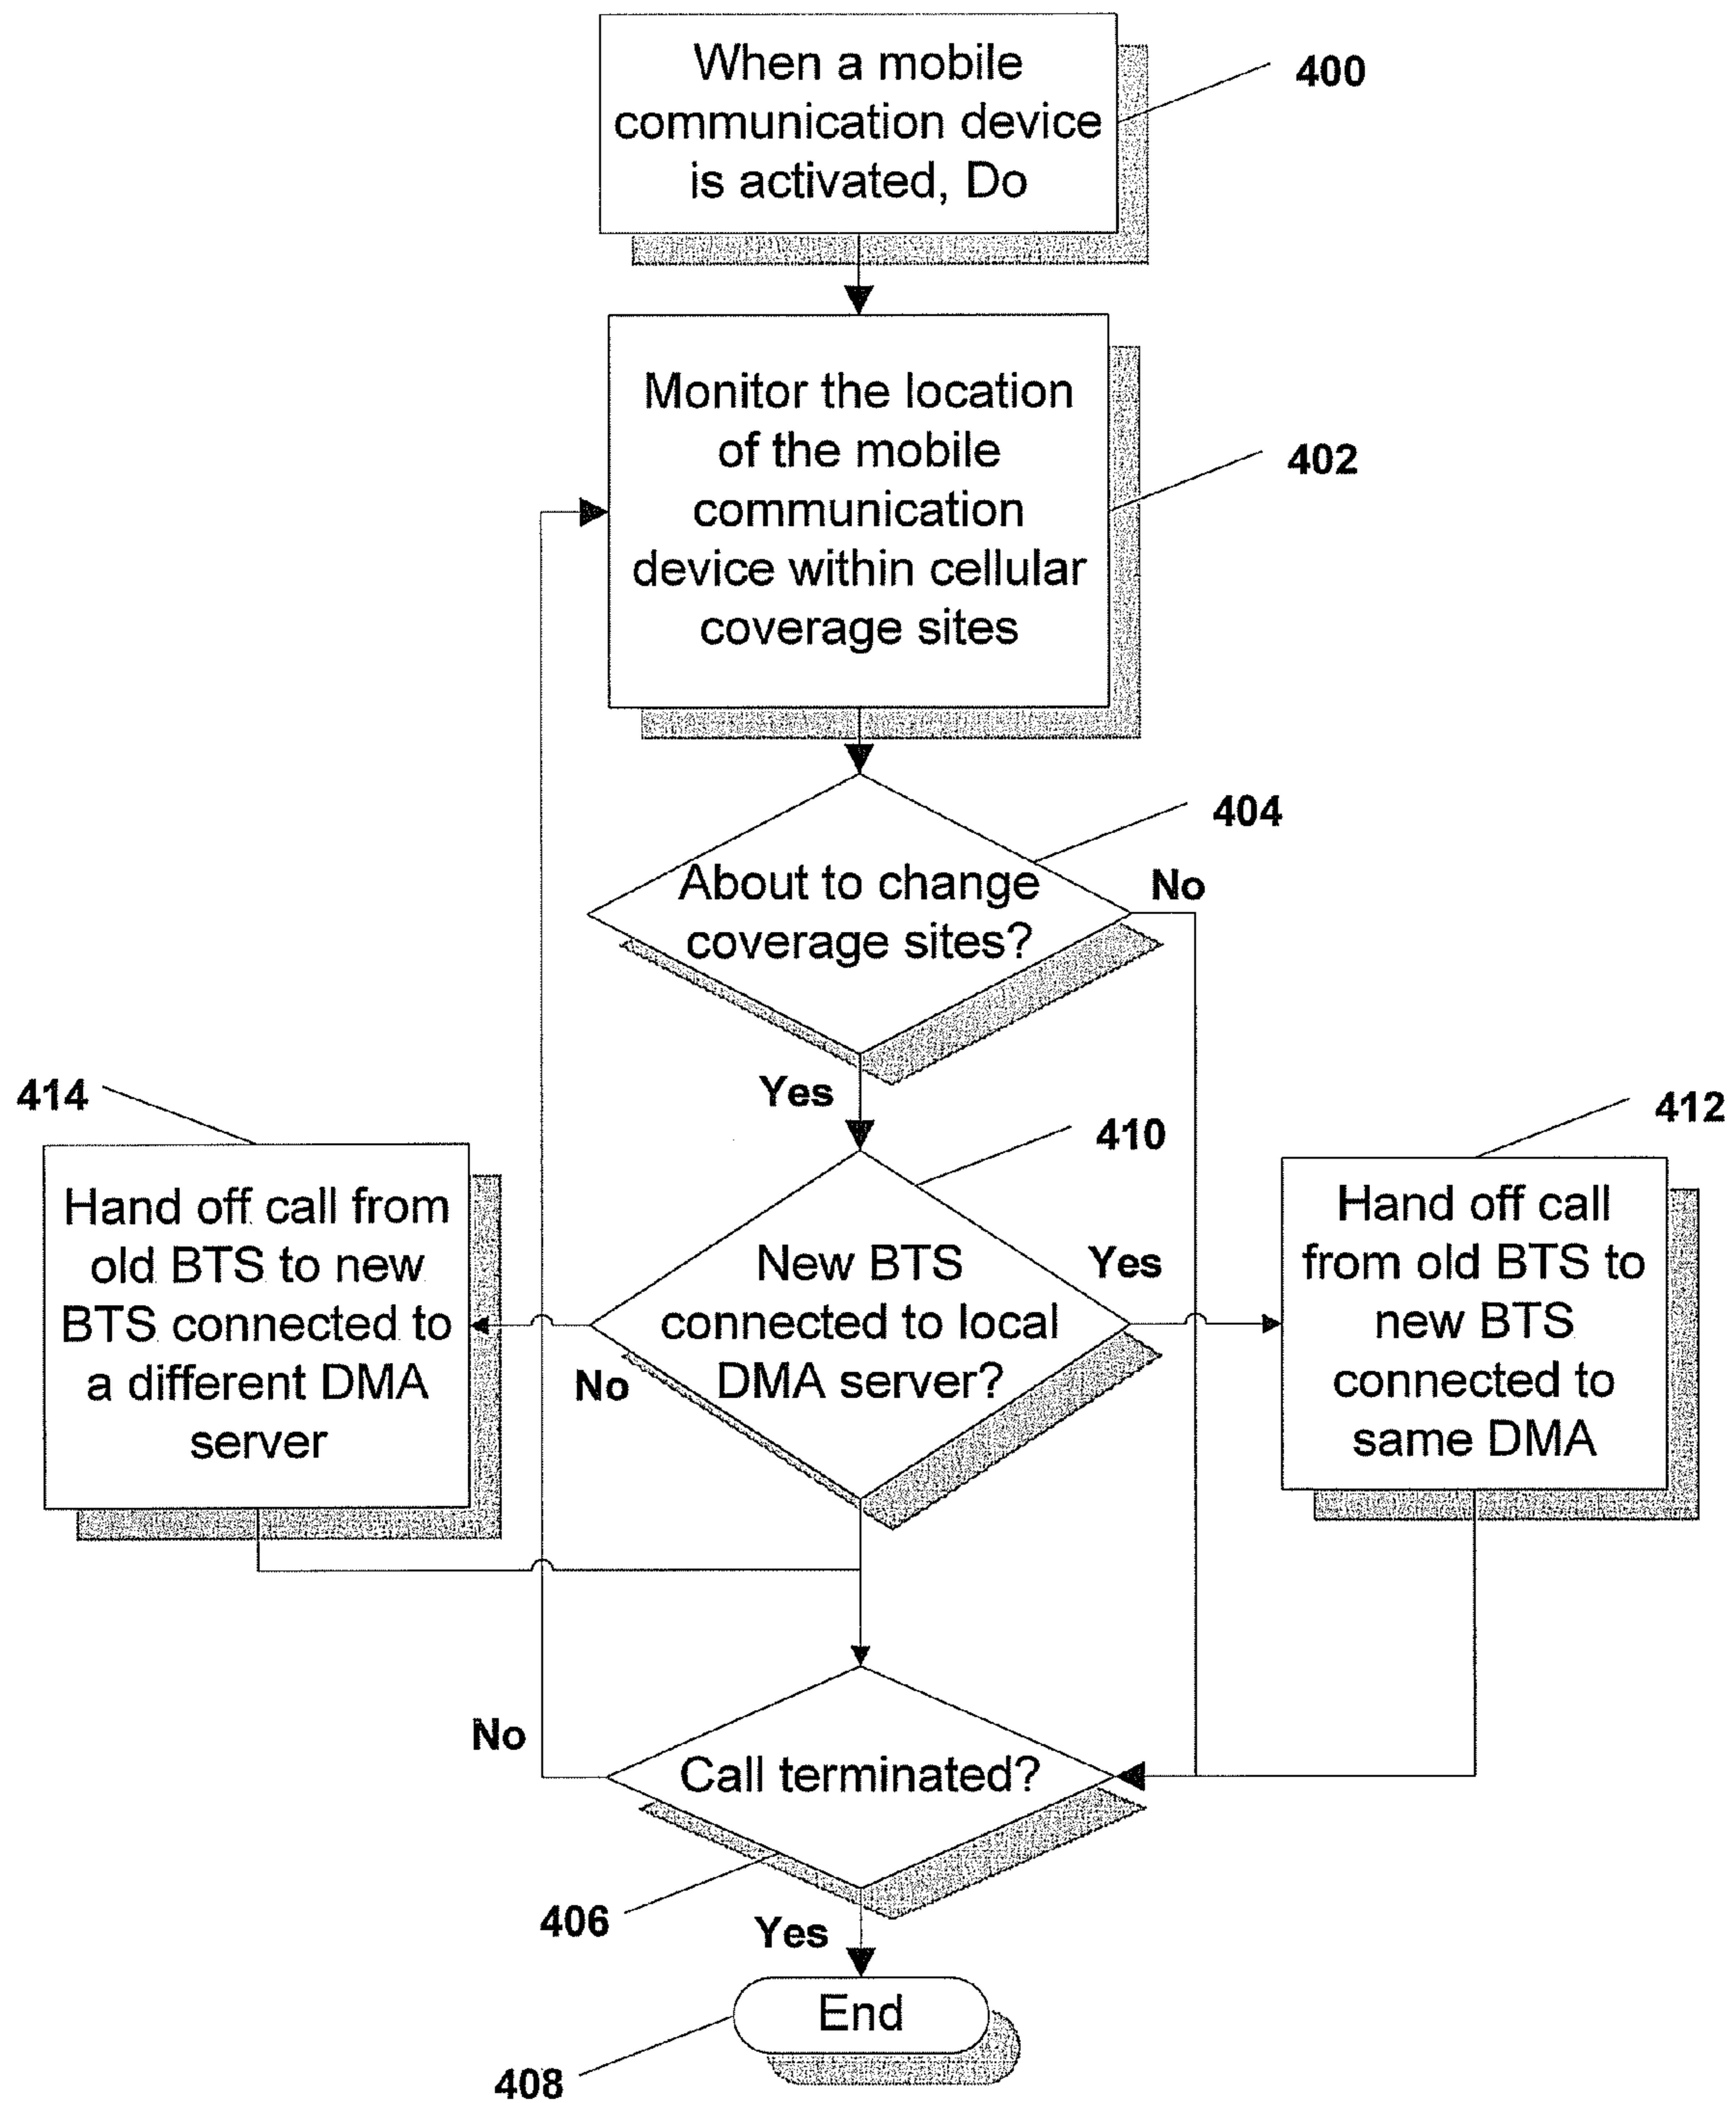 When a mobile
communication device
is activated, Do
400
Monitor the location
of the mobile
communication
device within cellular
coverage sites
402
404
About to change
coverage sites?
No
Yes
414
410
412
Hand off call from
old BTS to new
BTS connected to
a different DMA
server
New BTS
connected to local
DMA server?
Yes
No
Hand off call
from old BTS to
new BTS
connected to
same DMA
No
Call terminated?
406
Yes
End
408